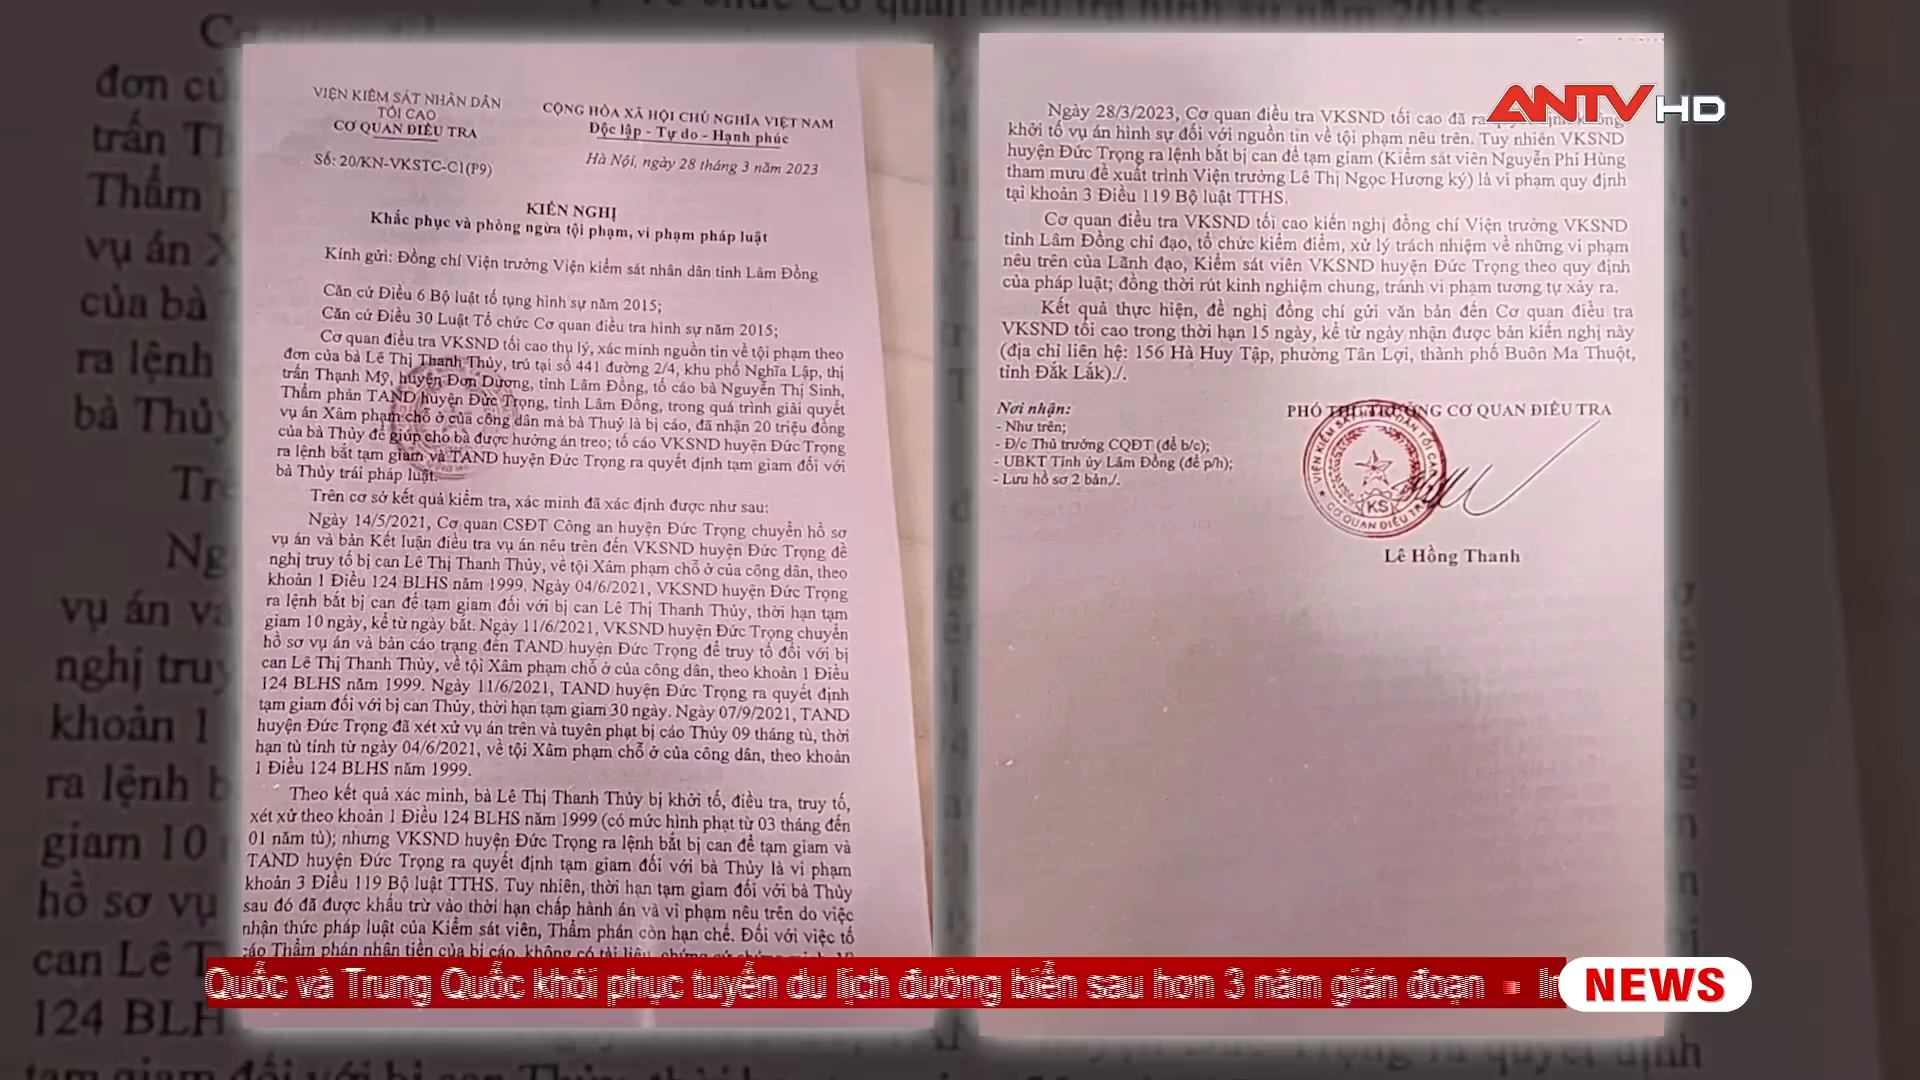 VIỆN KIỂM SÁT NHÂN DÂN
TỐI CAO
CƠ QUAN ĐIỀU TRA
Số: 20/KN-VKSTC-C1(P9)
CỘNG HÒA XÃ HỘI CHỦ NGHĨA VIỆT NAM
Độc lập - Tự do - Hạnh phúc
Hà Nội, ngày 28 tháng 3 năm 2023
KIẾN NGHỊ
Khắc phục và phòng ngừa tội phạm, vi phạm pháp luật
Kính gửi: Đồng chí Viện trưởng Viện kiểm sát nhân dân tỉnh Lâm Đồng
Căn cứ Điều 6 Bộ luật tố tụng hình sự năm 2015;
Căn cứ Điều 30 Luật Tổ chức Cơ quan điều tra hình sự năm 2015;
Cơ quan điều tra VKSND tối cao thụ lý, xác minh nguồn tin về tội phạm theo
đơn của bà Lê Thị Thanh Thủy, trú tại số 441 đường 2/4, khu phố Nghĩa Lập, thị
trấn Thạnh Mỹ, huyện Đơn Dương, tỉnh Lâm Đồng, tố cáo bà Nguyễn Thị Sinh,
Thẩm phán TAND huyện Đức Trọng, tỉnh Lâm Đồng, trong quá trình giải quyết
vụ án Xâm phạm chỗ ở của công dân mà bà Thuỷ là bị cáo, đã nhận 20 triệu đồng
của bà Thủy để giúp cho bà được hưởng án treo; tố cáo VKSND huyện Đức Trọng
ra lệnh bắt tạm giam và TAND huyện Đức Trọng ra quyết định tạm giam đối với
bà Thủy trái pháp luật.
Trên cơ sở kết quả kiểm tra, xác minh đã xác định được như sau:
Ngày 14/5/2021, Cơ quan CSĐT Công an huyện Đức Trọng chuyển hồ sơ
vụ án và bản Kết luận điều tra vụ án nêu trên đến VKSND huyện Đức Trọng đề
nghị truy tố bị can Lê Thị Thanh Thủy, về tội Xâm phạm chỗ ở của công dân, theo
khoản 1 Điều 124 BLHS năm 1999. Ngày 04/6/2021, VKSND huyện Đức Trọng
ra lệnh bắt bị can để tạm giam đối với bị can Lê Thị Thanh Thủy, thời hạn tạm
giam 10 ngày, kể từ ngày bắt. Ngày 11/6/2021, VKSND huyện Đức Trọng chuyển
hồ sơ vụ án và bản cáo trạng đến TAND huyện Đức Trọng để truy tố đối với bị
can Lê Thị Thanh Thủy, về tội Xâm phạm chỗ ở của công dân, theo khoản 1 Điều
124 BLHS năm 1999. Ngày 11/6/2021, TAND huyện Đức Trọng ra quyết định
tạm giam đối với bị can Thủy, thời hạn tạm giam 30 ngày. Ngày 07/9/2021, TAND
huyện Đức Trọng đã xét xử vụ án trên và tuyên phạt bị cáo Thủy 09 tháng tù, thời
hạn tù tính từ ngày 04/6/2021, về tội Xâm phạm chỗ ở của công dân, theo khoản
1 Điều 124 BLHS năm 1999.
Theo kết quả xác minh, bà Lê Thị Thanh Thủy bị khởi tố, điều tra, truy tố,
xét xử theo khoản 1 Điều 124 BLHS năm 1999 (có mức hình phạt từ 03 tháng đến
01 năm tù); nhưng VKSND huyện Đức Trọng ra lệnh bắt bị can để tạm giam và
TAND huyện Đức Trọng ra quyết định tạm giam đối với bà Thủy là vi phạm
khoản 3 Điều 119 Bộ luật TTHS. Tuy nhiên, thời hạn tạm giam đối với bà Thủy
sau đó đã được khấu trừ vào thời hạn chấp hành án và vi phạm nêu trên do việc
nhận thức pháp luật của Kiểm sát viên, Thẩm phán còn hạn chế. Đối với việc tố
cáo Thẩm phán nhận tiền của bị cáo, không có tài liệu, chứng cứ chứng minh
Ngày 28/3/2023, Cơ quan điều tra VKSND tối cao đã ra quyết định không
khởi tố vụ án hình sự đối với nguồn tin về tội phạm nêu trên. Tuy nhiên VKSND
huyện Đức Trọng ra lệnh bắt bị can để tạm giam (Kiểm sát viên Nguyễn Phi Hùng
tham mưu đề xuất trình Viện trưởng Lê Thị Ngọc Hương ký) là vi phạm quy định
tại khoản 3 Điều 119 Bộ luật TTHS.
Cơ quan điều tra VKSND tối cao kiến nghị đồng chí Viện trưởng VKSND
tỉnh Lâm Đồng chỉ đạo, tổ chức kiểm điểm, xử lý trách nhiệm về những vi phạm
nêu trên của Lãnh đạo, Kiểm sát viên VKSND huyện Đức Trọng theo quy định
của pháp luật; đồng thời rút kinh nghiệm chung, tránh vi phạm tương tự xảy ra.
Kết quả thực hiện, đề nghị đồng chí gửi văn bản đến Cơ quan điều tra
VKSND tối cao trong thời hạn 15 ngày, kể từ ngày nhận được bản kiến nghị này
(địa chỉ liên hệ: 156 Hà Huy Tập, phường Tân Lợi, thành phố Buôn Ma Thuột,
tỉnh Đắk Lắk)./.
Nơi nhận:
- Như trên;
- Đ/c Thủ trưởng CQĐT (để b/c);
- UBKT Tỉnh ủy Lâm Đồng (để p/h);
- Lưu hồ sơ 2 bản./.
PHÓ THỦ TRƯỞNG CƠ QUAN ĐIỀU TRA
VIỆN KIỂM SÁT NHÂN DÂN TỐI CAO
KS
CƠ QUAN ĐIỀU TRA
Lê Hồng Thanh
ANTV HD
Quốc và Trung Quốc khôi phục tuyến du lịch đường biển sau hơn 3 năm gián đoạn
NEWS